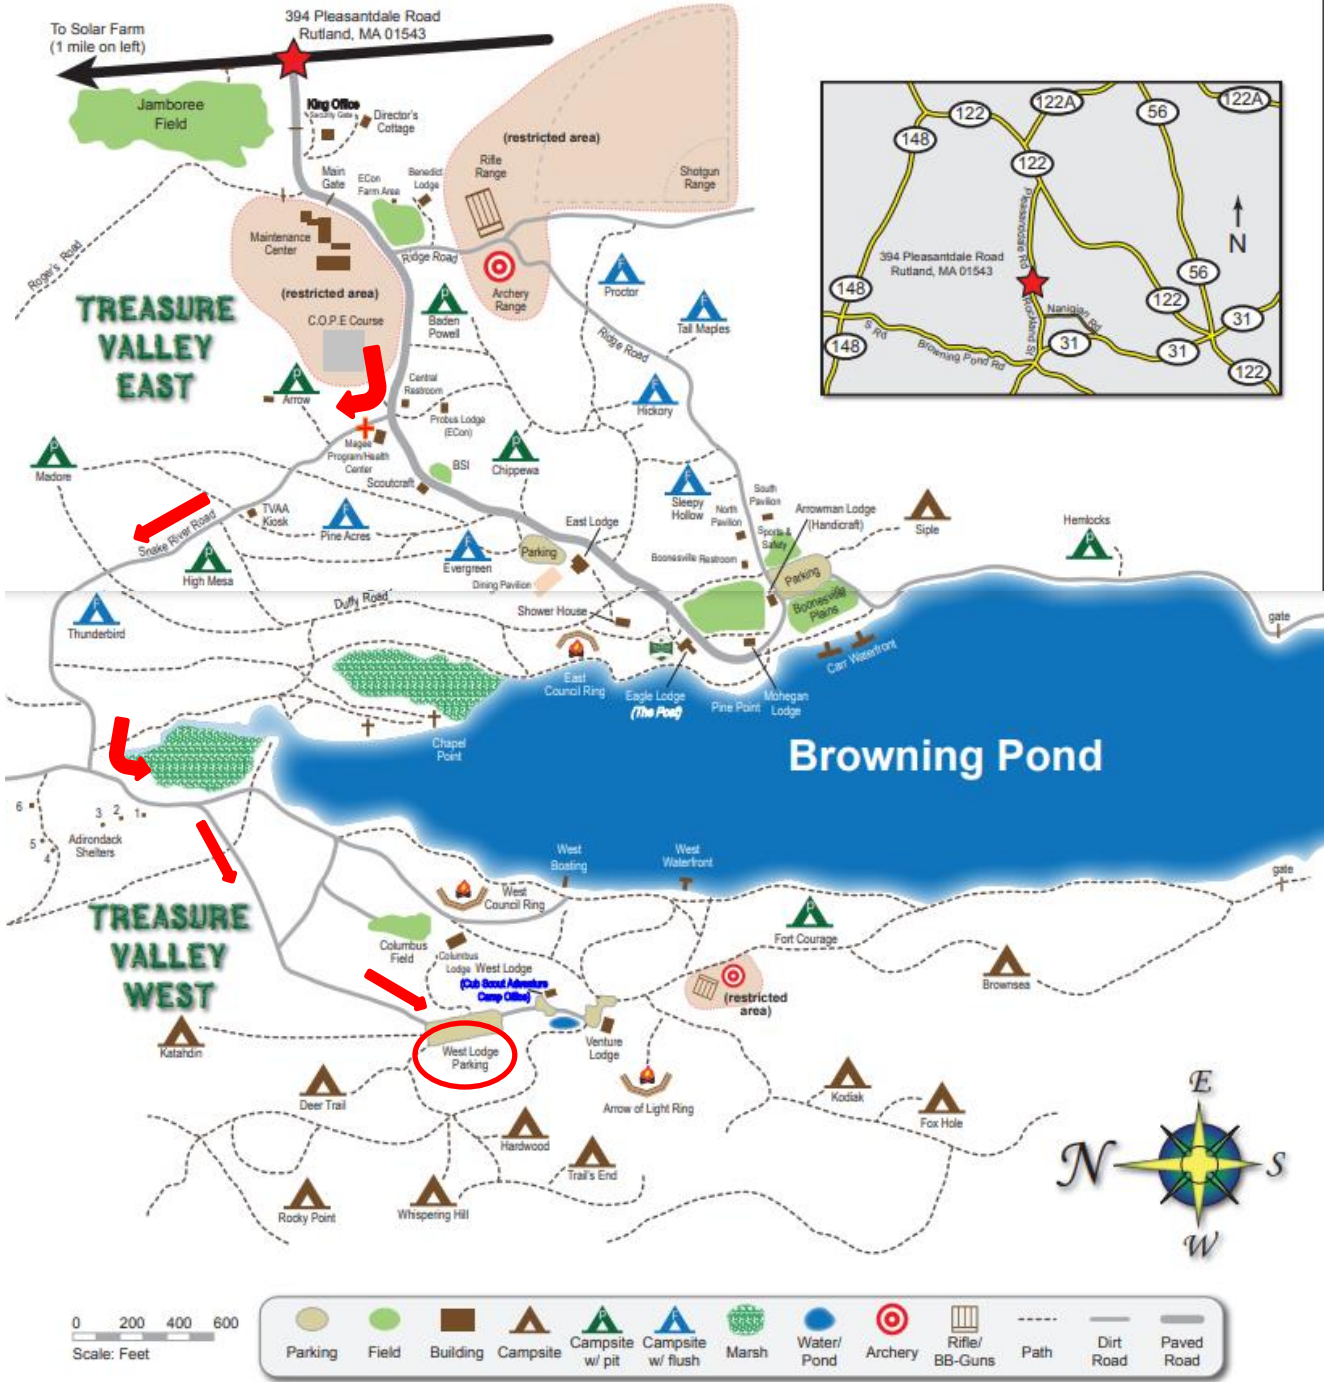 To Solar Farm
(1 mile on left)
394 Pleasantdale Road
Rutland, MA 01543
Jamboree
Field
King Office
Security Gate
Director's
Cottage
(restricted area)
Rifle
Range
Shotgun
Range
Main
Gate
ECon
Farm Area
Benedict
Lodge
Maintenance
Center
Ridge Road
Roger's Road
(restricted area)
Archery
Range
Proctor
TREASURE
VALLEY
EAST
C.O.P.E Course
Baden
Powell
Tall Maples
Ridge Road
Central
Restroom
Arrow
Probus Lodge
(ECon)
Hickory
Magee
Program/Health
Center
Madore
BSI
Chippewa
Scoutcraft
Sleepy
Hollow
South
Pavilion
North
Pavilion
Arrowman Lodge
(Handicraft)
Siple
Hemlocks
TVAA
Kiosk
Pine Acres
East Lodge
Sports &
Safety
Snake River Road
High Mesa
Evergreen
Parking
Boonesville Restroom
Parking
Dining Pavilion
Duffy Road
Shower House
Boonesville
Plains
Thunderbird
gate
Carr Waterfront
East
Council Ring
Eagle Lodge
(The Post)
Pine Point
Mohegan
Lodge
Chapel
Point
Browning Pond
6
3
2
1
5
4
Adirondack
Shelters
West
Boating
West
Waterfront
gate
TREASURE
VALLEY
WEST
West
Council Ring
Columbus
Field
Columbus
Lodge
Fort Courage
West Lodge
(Cub Scout Adventure
Camp Office)
(restricted
area)
Brownsea
Katahdin
West Lodge
Parking
Venture
Lodge
Deer Trail
Arrow of Light Ring
Kodiak
Fox Hole
Hardwood
Trail's End
Rocky Point
Whispering Hill
122A
122A
122
56
148
122
Pleasantdale Rd
N
394 Pleasantdale Road
Rutland, MA 01543
56
148
122
Rockland St
Nanigian Rd
31
S Rd
148
Browning Pond Rd
31
31
122
E
N
S
W
0 200 400 600
Scale: Feet
Parking
Field
Building
Campsite
P
Campsite
w/ pit
F
Campsite
w/ flush
Marsh
Water/
Pond
Archery
Rifle/
BB-Guns
Path
Dirt
Road
Paved
Road